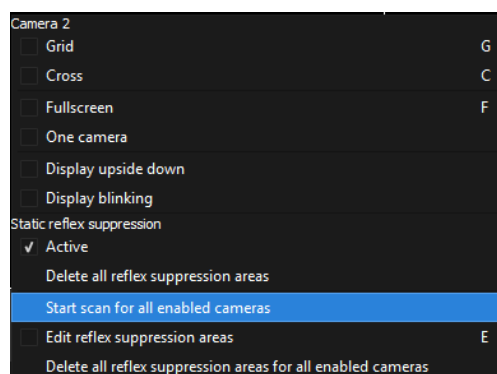 Camera 2
Grid G
Cross C
Fullscreen F
One camera
Display upside down
Display blinking
Static reflex suppression
Active
Delete all reflex suppression areas
Start scan for all enabled cameras
Edit reflex suppression areas E
Delete all reflex suppression areas for all enabled cameras